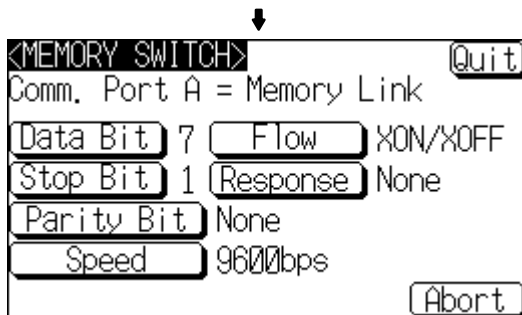 <MEMORY SWITCH> Quit
Comm. Port A = Memory Link
Data Bit 7 Flow XON/XOFF
Stop Bit 1 Response None
Parity Bit None
Speed 9600bps
Abort